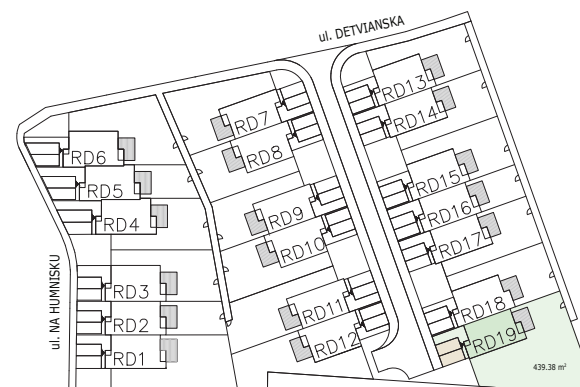 ul. DETVIANSKA
RD13
RD7
RD14
RD6
RD8
RD5
RD15
RD4
RD9
RD16
RD10
RD17
ul. NA HUMNISKU
RD3
RD11
RD18
RD2
RD12
RD19
RD1
439.38 m²